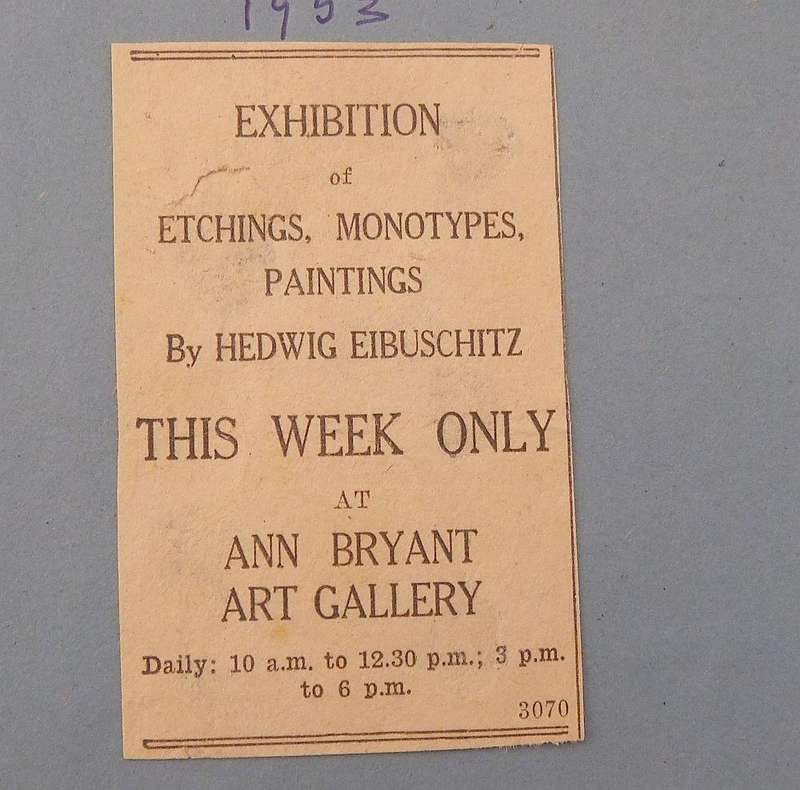 1953
EXHIBITION
of
ETCHINGS, MONOTYPES,
PAINTINGS
By HEDWIG EIBUSCHITZ
THIS WEEK ONLY
AT
ANN BRYANT
ART GALLERY
Daily: 10 a.m. to 12.30 p.m.; 3 p.m.
to 6 p.m.
3070